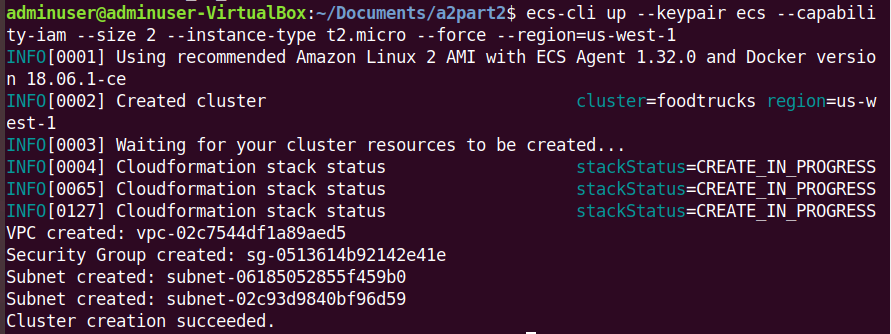 adminuser@adminuser-VirtualBox:~/Documents/a2part2$ ecs-cli up --keypair ecs --capabili
ty-iam --size 2 --instance-type t2.micro --force --region=us-west-1
INFO[0001] Using recommended Amazon Linux 2 AMI with ECS Agent 1.32.0 and Docker versio
n 18.06.1-ce
INFO[0002] Created cluster                               cluster=foodtrucks region=us-w
est-1
INFO[0003] Waiting for your cluster resources to be created...
INFO[0004] Cloudformation stack status                   stackStatus=CREATE_IN_PROGRESS
INFO[0065] Cloudformation stack status                   stackStatus=CREATE_IN_PROGRESS
INFO[0127] Cloudformation stack status                   stackStatus=CREATE_IN_PROGRESS
VPC created: vpc-02c7544df1a89aed5
Security Group created: sg-0513614b92142e41e
Subnet created: subnet-06185052855f459b0
Subnet created: subnet-02c93d9840bf96d59
Cluster creation succeeded.